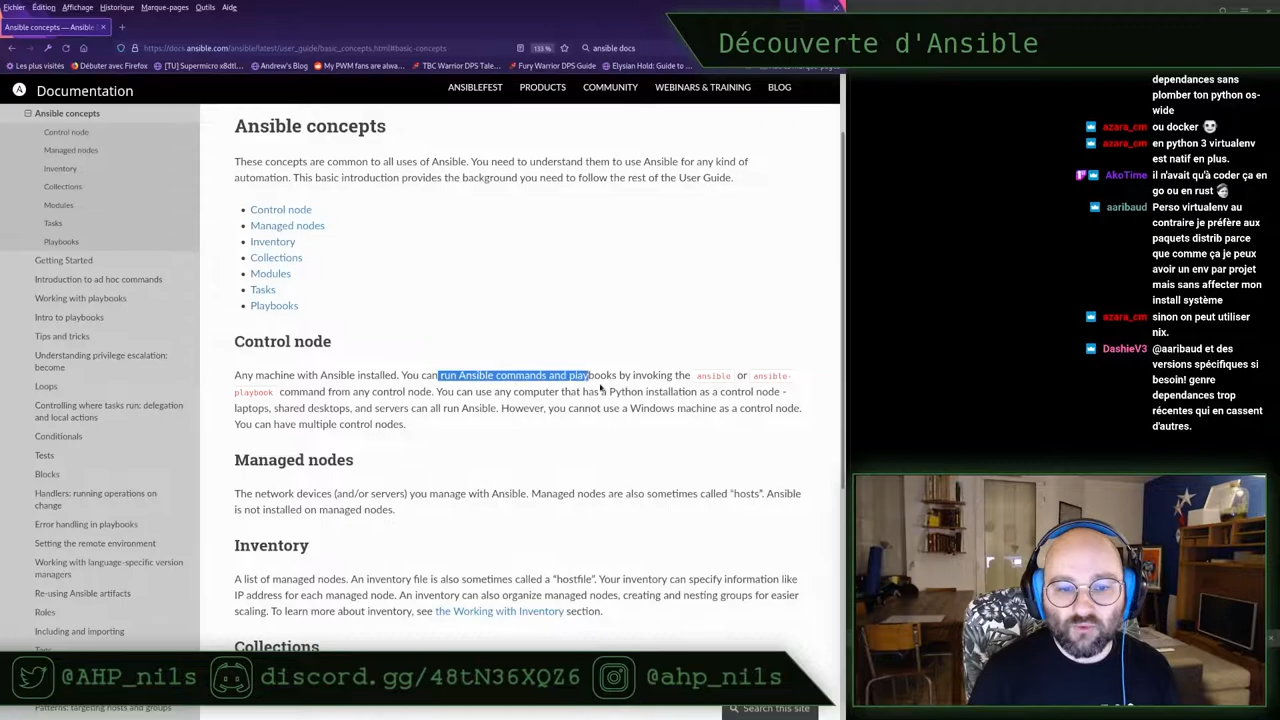 Fichier Édition Affichage Historique Marque-pages Outils Aide
Ansible concepts — Ansible
https://docs.ansible.com/ansible/latest/user_guide/basic_concepts.html#basic-concepts
133 %
ansible docs
Les plus visités
Débuter avec Firefox
[TU] Supermicro x8dtl...
Andrew's Blog
My PWM fans are alwa...
TBC Warrior DPS Tale...
Fury Warrior DPS Guide
Elysian Hold: Guide to ...
Découverte d'Ansible
Documentation
ANSIBLEFEST PRODUCTS COMMUNITY WEBINARS & TRAINING BLOG
Ansible concepts
Control node
Managed nodes
Inventory
Collections
Modules
Tasks
Playbooks
Getting Started
Introduction to ad hoc commands
Working with playbooks
Intro to playbooks
Tips and tricks
Understanding privilege escalation:
become
Loops
Controlling where tasks run: delegation
and local actions
Conditionals
Tests
Blocks
Handlers: running operations on
change
Error handling in playbooks
Setting the remote environment
Working with language-specific version
managers
Re-using Ansible artifacts
Roles
Including and importing
Tags
Patterns: targeting hosts and groups
Ansible concepts
These concepts are common to all uses of Ansible. You need to understand them to use Ansible for any kind of
automation. This basic introduction provides the background you need to follow the rest of the User Guide.
Control node
Managed nodes
Inventory
Collections
Modules
Tasks
Playbooks
Control node
Any machine with Ansible installed. You can run Ansible commands and playbooks by invoking the ansible or ansible-
playbook command from any control node. You can use any computer that has a Python installation as a control node -
laptops, shared desktops, and servers can all run Ansible. However, you cannot use a Windows machine as a control node.
You can have multiple control nodes.
Managed nodes
The network devices (and/or servers) you manage with Ansible. Managed nodes are also sometimes called “hosts”. Ansible
is not installed on managed nodes.
Inventory
A list of managed nodes. An inventory file is also sometimes called a “hostfile”. Your inventory can specify information like
IP address for each managed node. An inventory can also organize managed nodes, creating and nesting groups for easier
scaling. To learn more about inventory, see the Working with Inventory section.
Collections
Search this site
dependances sans
plomber ton python os-
wide
azara_cm ou docker
azara_cm en python 3 virtualenv
est natif en plus.
AkoTime il n'avait qu'à coder ça en
go ou en rust
aaribaud Perso virtualenv au
contraire je préfère aux
paquets distrib parce
que comme ça je peux
avoir un env par projet
mais sans affecter mon
install système
azara_cm sinon on peut utiliser
nix.
DashieV3 @aaribaud et des
versions spécifiques si
besoin! genre
dependances trop
récentes qui en cassent
d'autres.
@AHP_nils discord.gg/48tN36XQZ6 @ahp_nils